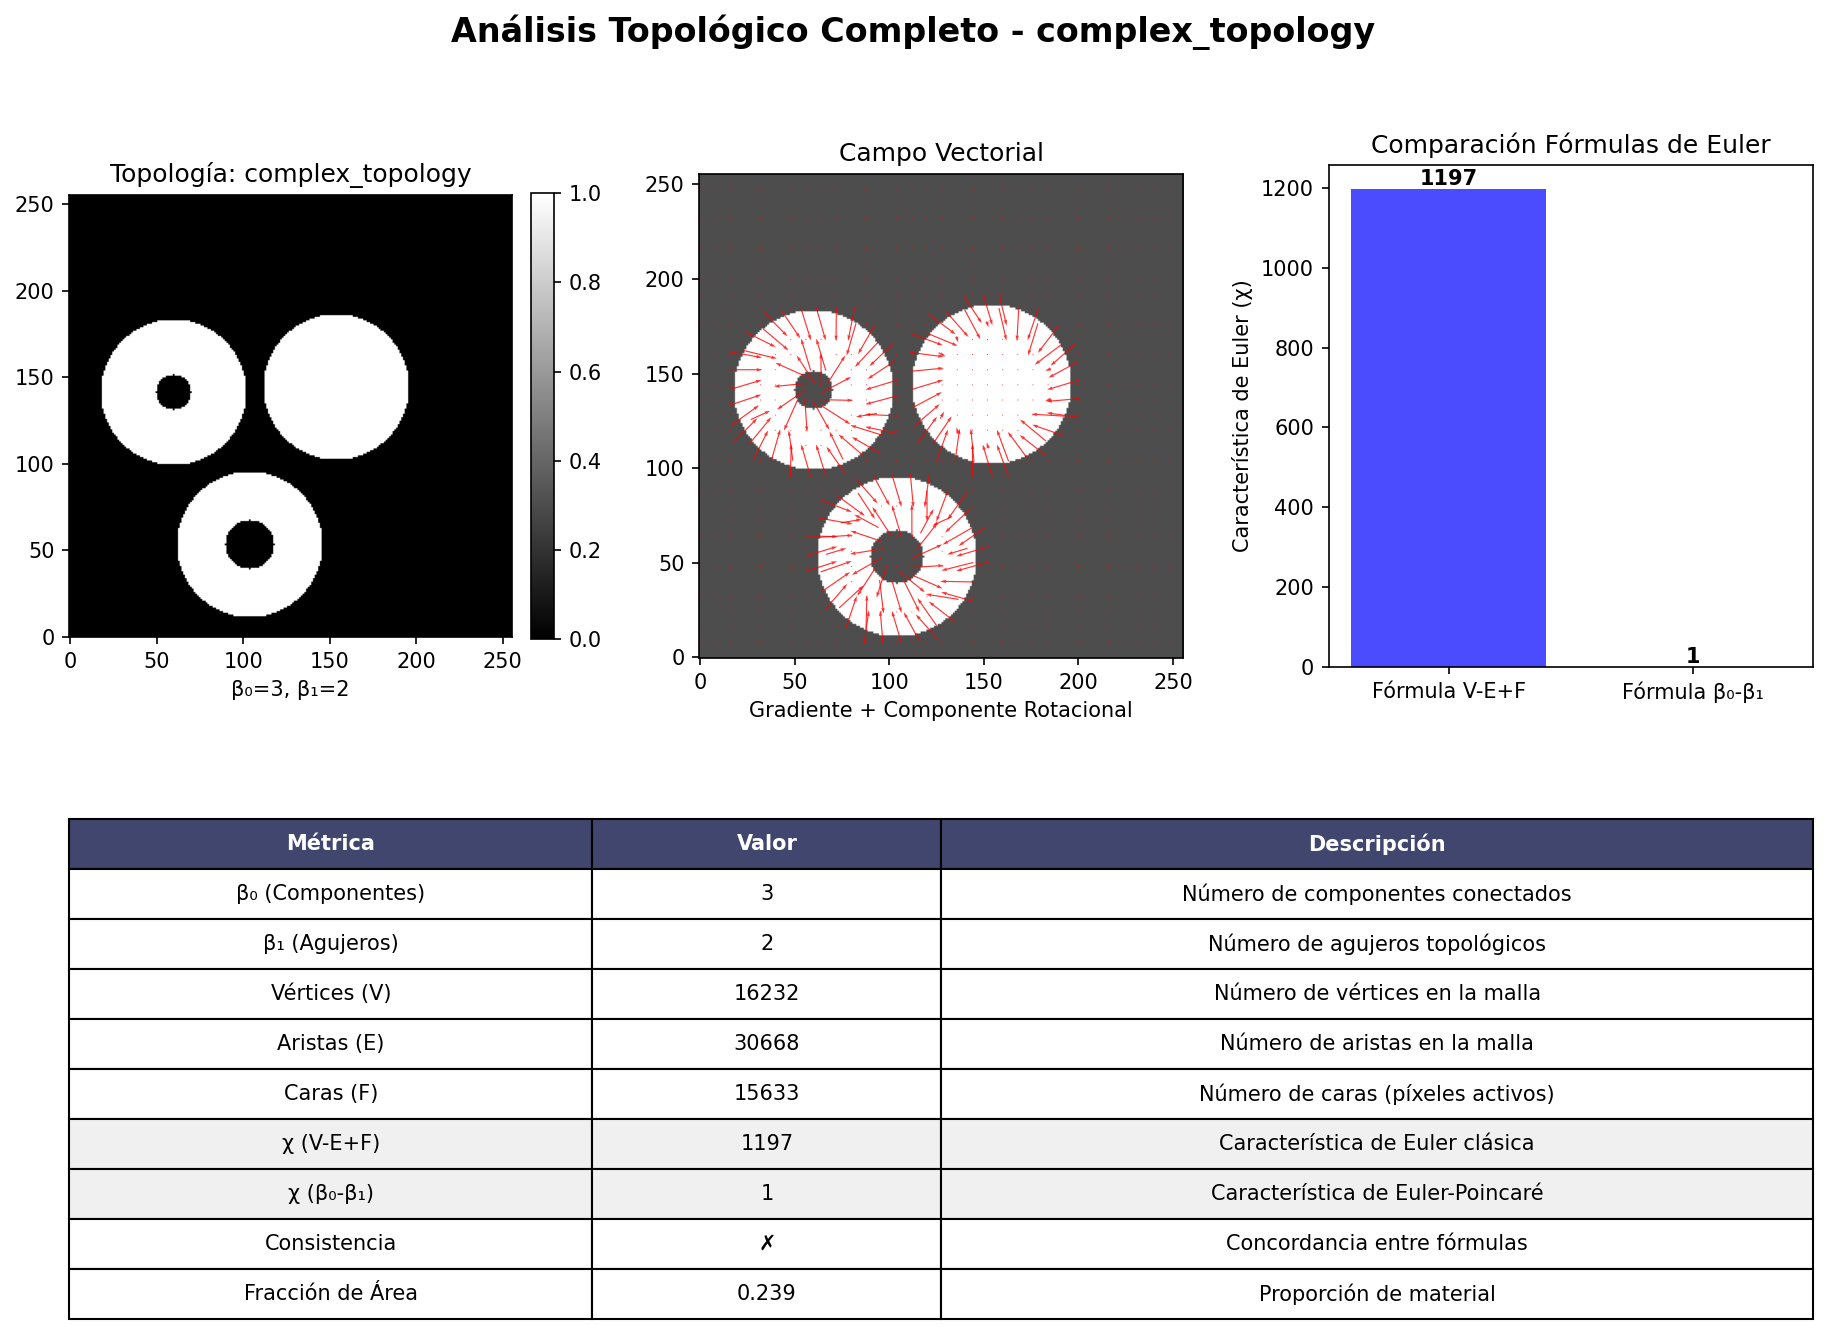 Análisis Topológico Completo - complex_topology
Topología: complex_topology
250
200
150
100
50
0
0 50 100 150 200 250
β₀=3, β₁=2
1.0
0.8
0.6
0.4
0.2
0.0
Campo Vectorial
250
200
150
100
50
0
0 50 100 150 200 250
Gradiente + Componente Rotacional
Comparación Fórmulas de Euler
Característica de Euler (χ)
1200
1000
800
600
400
200
0
1197
1
Fórmula V-E+F Fórmula β₀-β₁
Métrica Valor Descripción
β₀ (Componentes) 3 Número de componentes conectados
β₁ (Agujeros) 2 Número de agujeros topológicos
Vértices (V) 16232 Número de vértices en la malla
Aristas (E) 30668 Número de aristas en la malla
Caras (F) 15633 Número de caras (píxeles activos)
χ (V-E+F) 1197 Característica de Euler clásica
χ (β₀-β₁) 1 Característica de Euler-Poincaré
Consistencia ✗ Concordancia entre fórmulas
Fracción de Área 0.239 Proporción de material